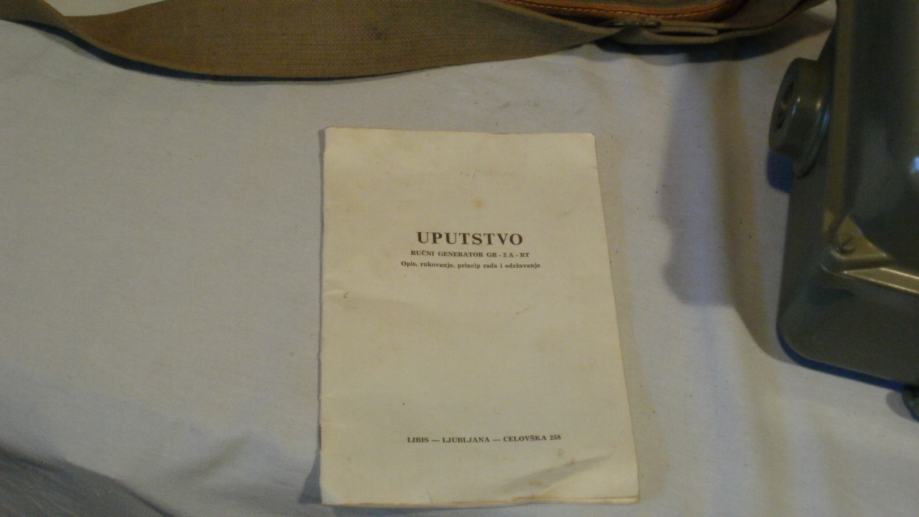 UPUTSTVO
RUČNI GENERATOR GR - 2 A - RT
Opis, rukovanje, princip rada i održavanje
LIBIS — LJUBLJANA — CELOVŠKA 258